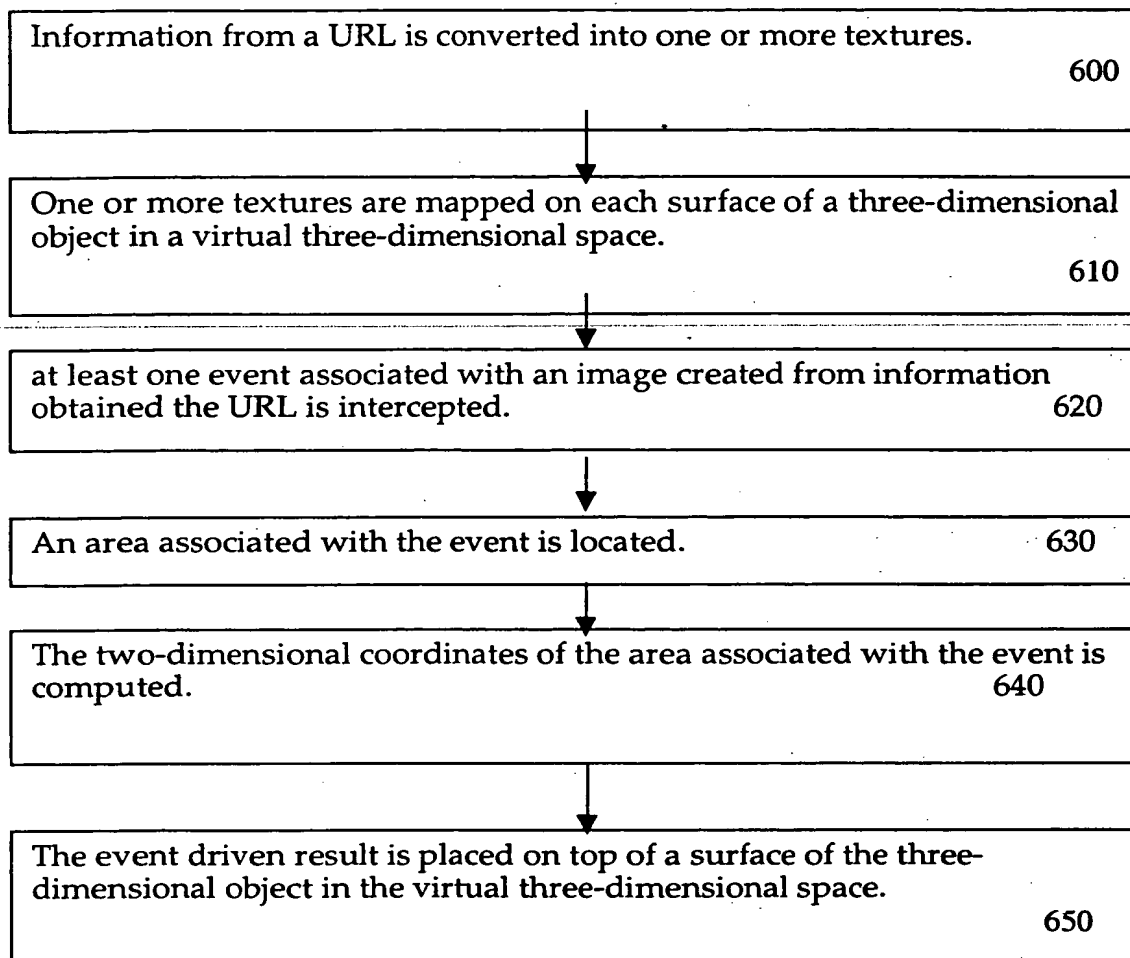 Information from a URL is converted into one or more textures.
600
One or more textures are mapped on each surface of a three-dimensional
object in a virtual three-dimensional space.
610
at least one event associated with an image created from information
obtained the URL is intercepted. 620
An area associated with the event is located. 630
The two-dimensional coordinates of the area associated with the event is
computed. 640
The event driven result is placed on top of a surface of the three-
dimensional object in the virtual three-dimensional space.
650